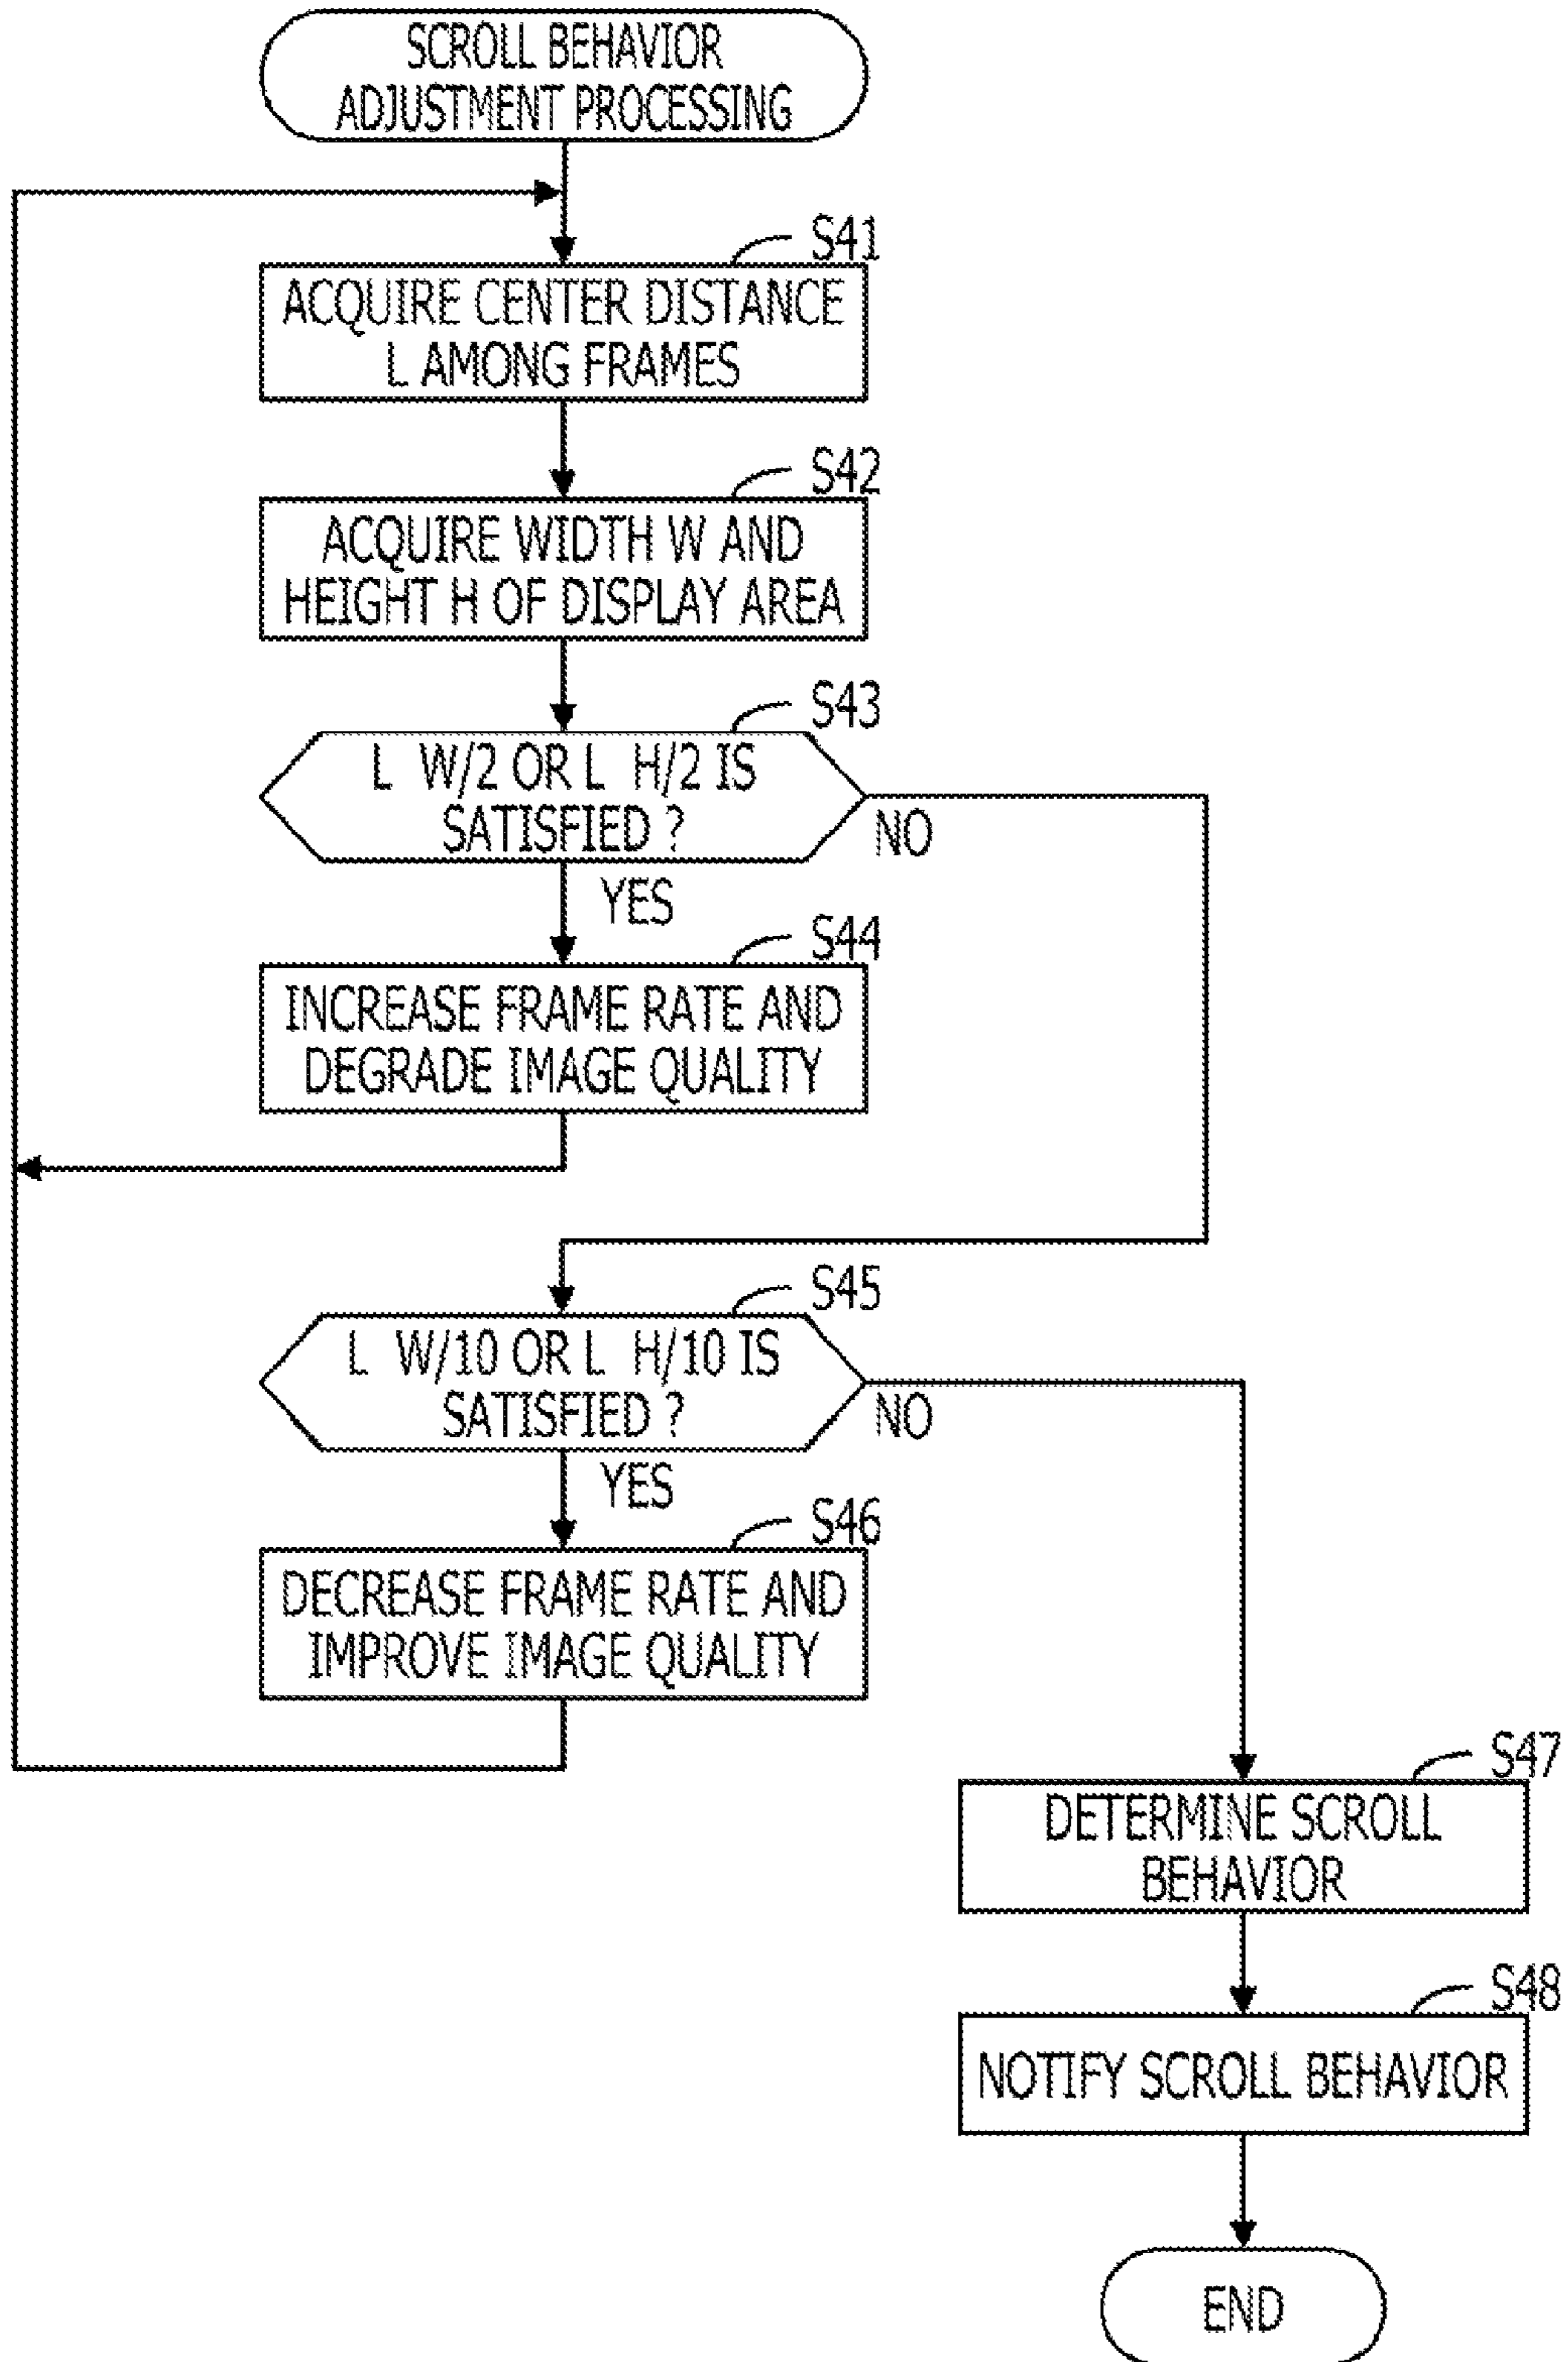 SCROLL BEHAVIOR
ADJUSTMENT PROCESSING
S41
ACQUIRE CENTER DISTANCE
L AMONG FRAMES
S42
ACQUIRE WIDTH W AND
HEIGHT H OF DISPLAY AREA
S43
L W/2 OR L H/2 IS
SATISFIED ?
NO
YES
S44
INCREASE FRAME RATE AND
DEGRADE IMAGE QUALITY
S45
L W/10 OR L H/10 IS
SATISFIED ?
NO
YES
S46
DECREASE FRAME RATE AND
IMPROVE IMAGE QUALITY
S47
DETERMINE SCROLL
BEHAVIOR
S48
NOTIFY SCROLL BEHAVIOR
END